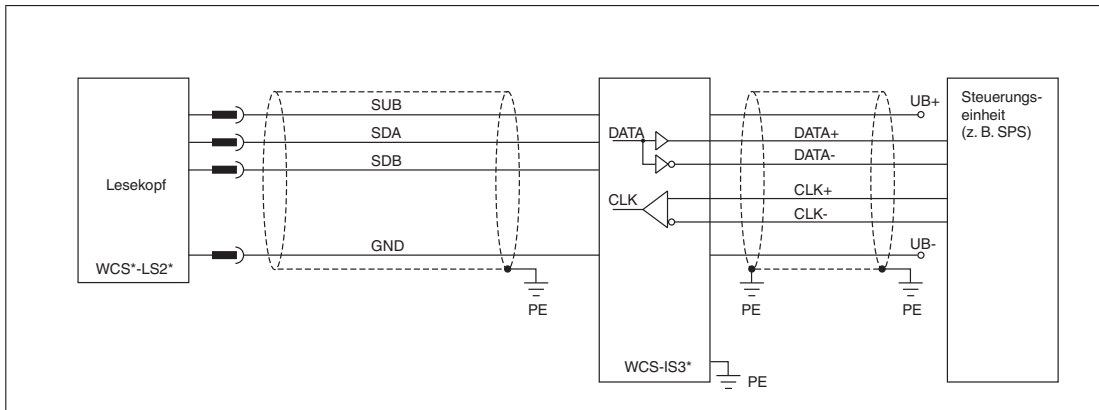 Lesekopf
WCS*-LS2*
SUB
SDA
SDB
GND
PE
DATA
CLK
WCS-IS3*
PE
UB+
DATA+
DATA-
CLK+
CLK-
UB-
PE
PE
Steuerungs-
einheit
(z. B. SPS)